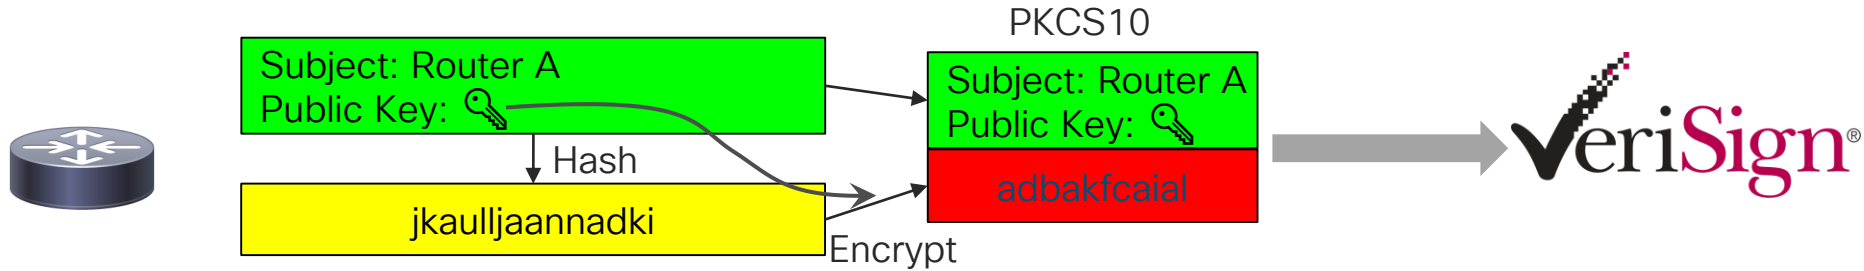 PKCS10
Subject: Router A
Public Key:
Hash
jkaulljaannadki
Encrypt
Subject: Router A
Public Key:
adbakfcaial
VeriSign®